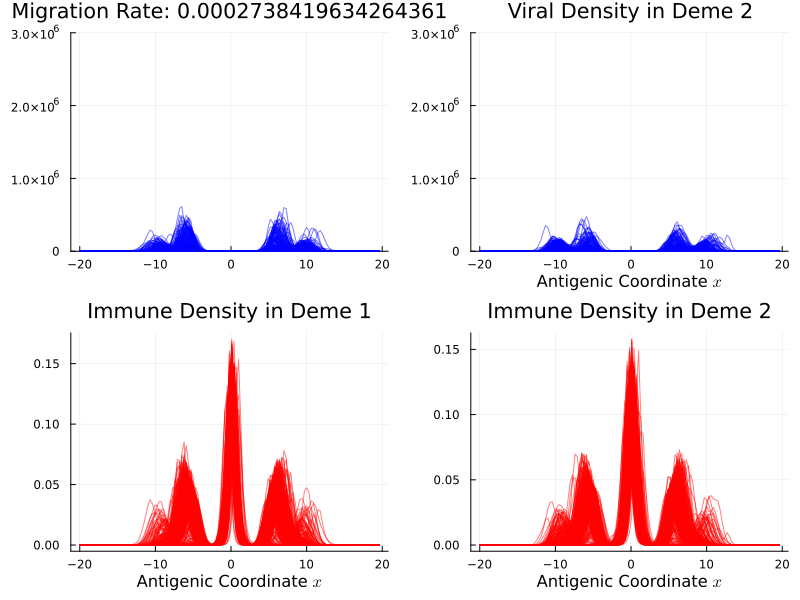 Migration Rate: 0.0002738419634264361
Viral Density in Deme 2
3.0×10⁶
2.0×10⁶
1.0×10⁶
0
−20 −10 0 10 20
3.0×10⁶
2.0×10⁶
1.0×10⁶
0
−20 −10 0 10 20
Antigenic Coordinate x
Immune Density in Deme 1
0.15
0.10
0.05
0.00
−20 −10 0 10 20
Antigenic Coordinate x
Immune Density in Deme 2
0.15
0.10
0.05
0.00
−20 −10 0 10 20
Antigenic Coordinate x